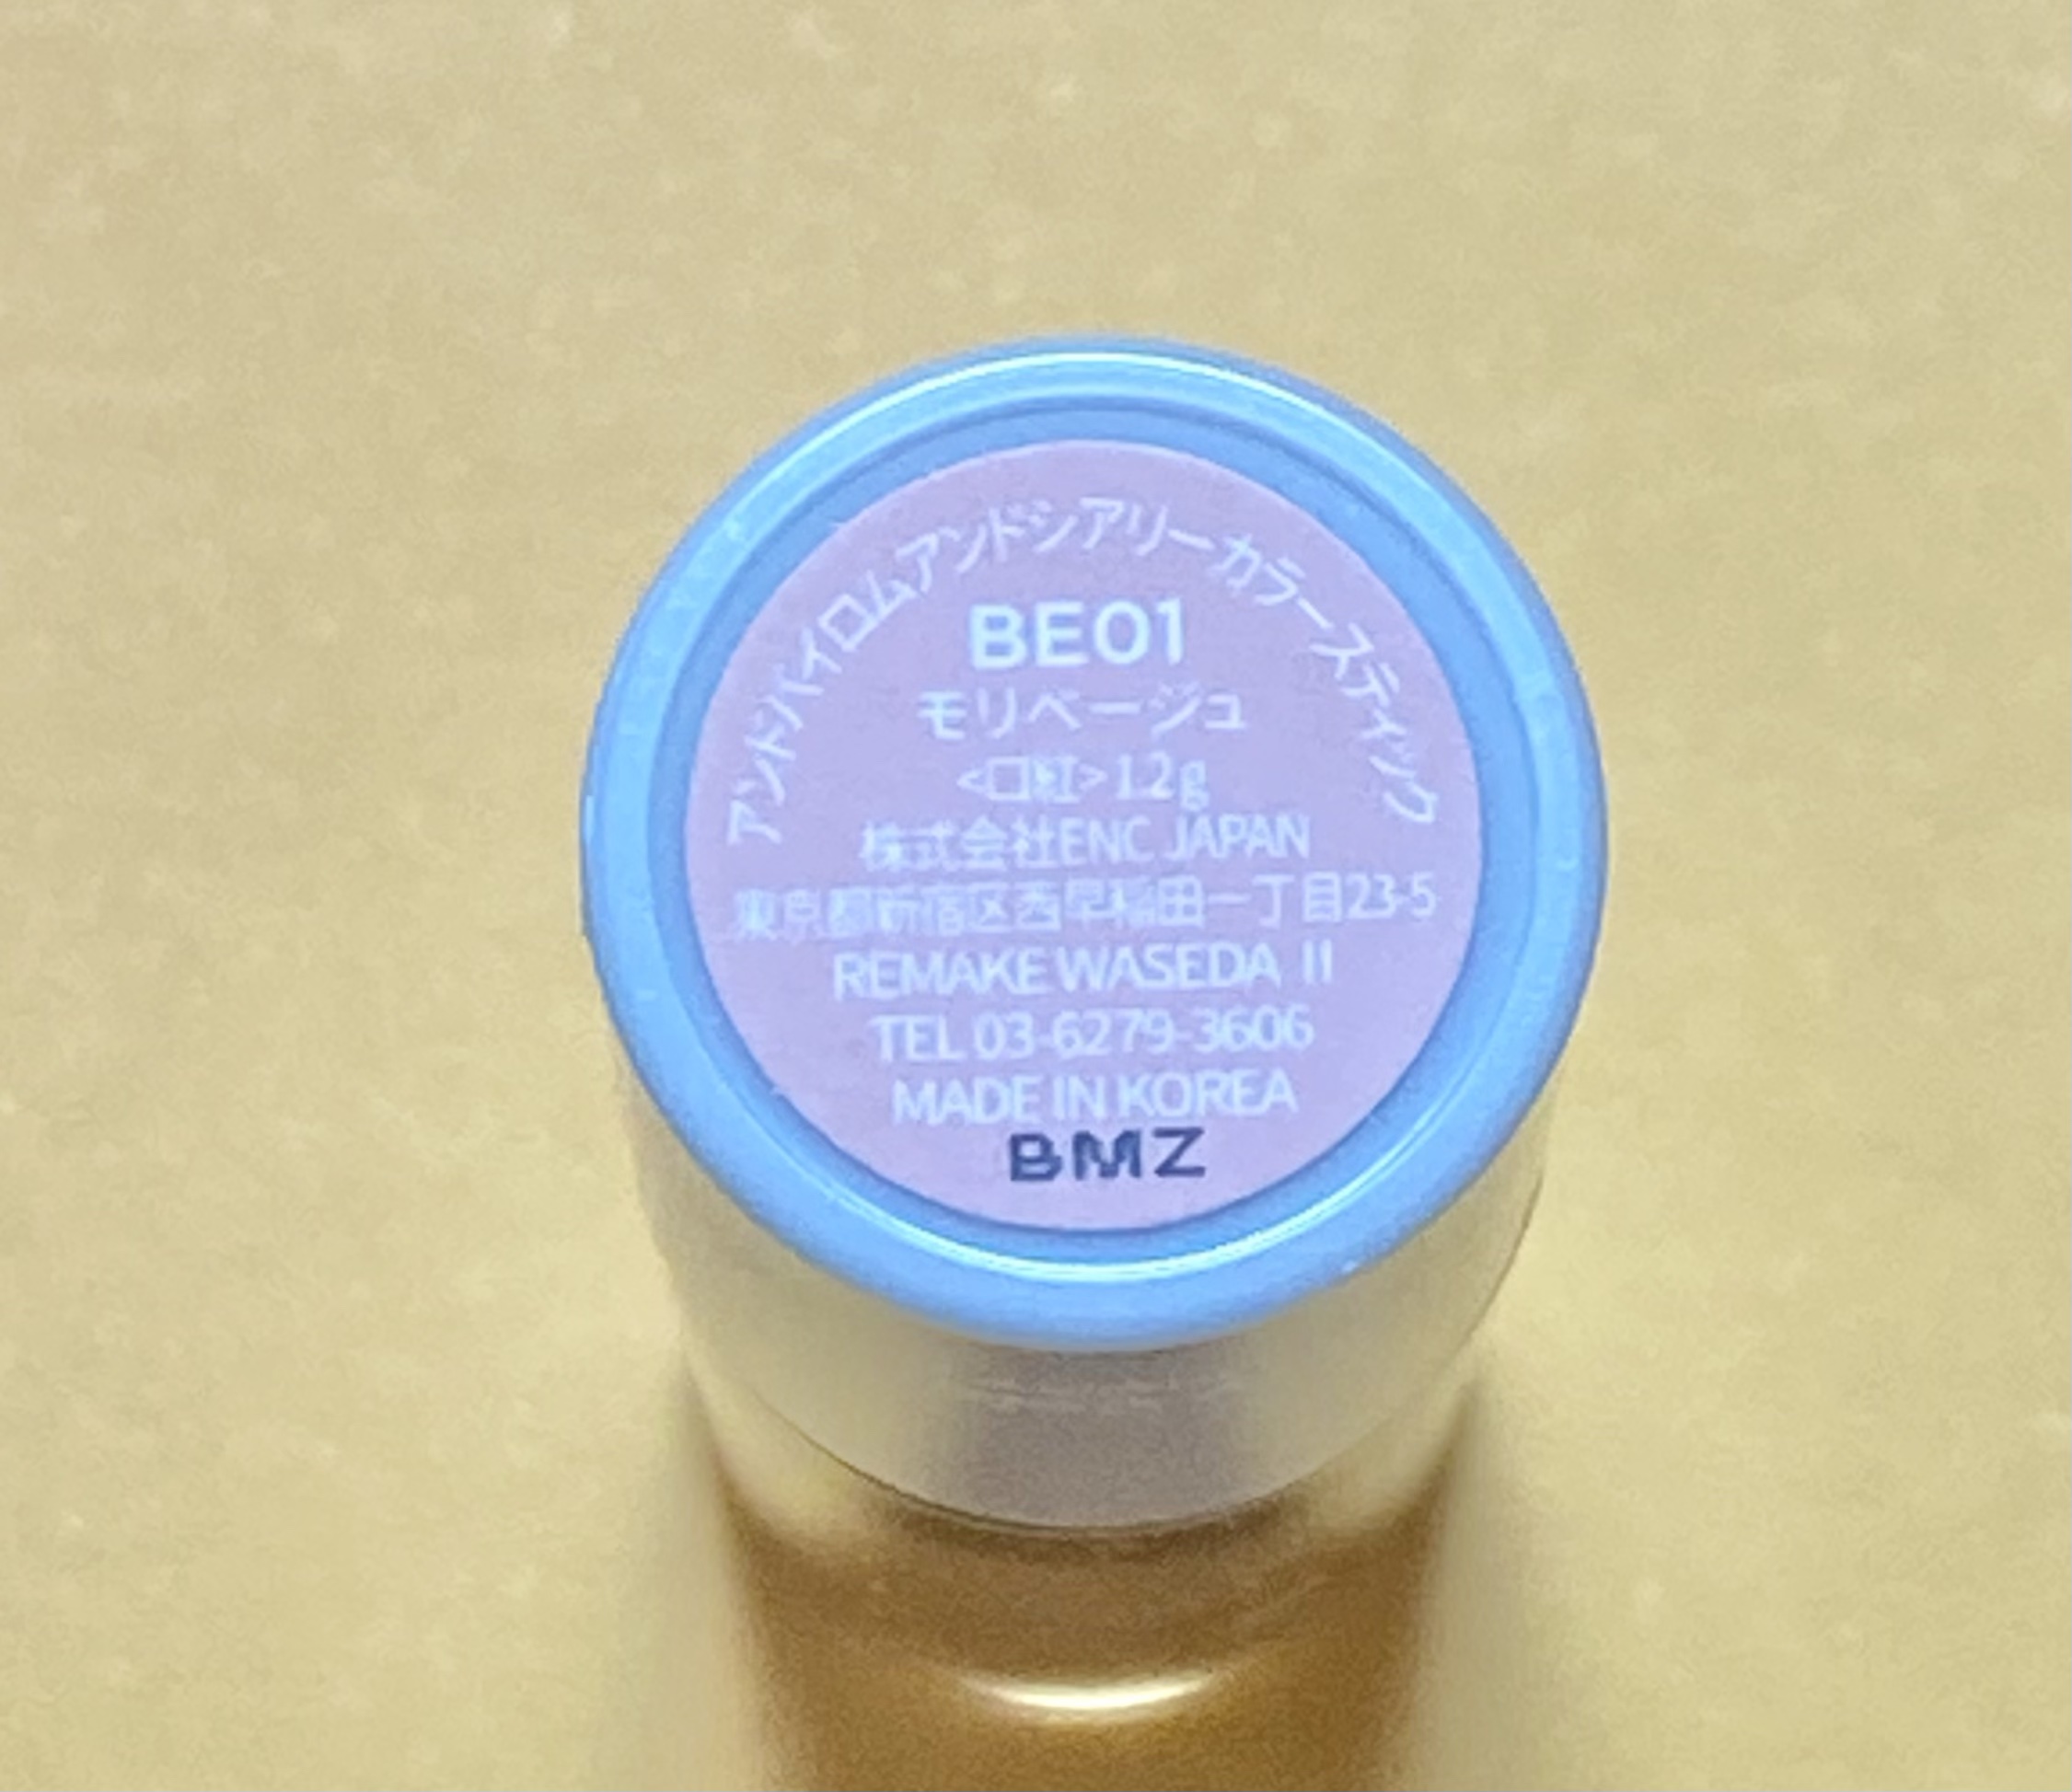 アンドバイロムアンドシアリーカラースティック
BE01
モリベージュ
<口紅>1.2g
株式会社ENC JAPAN
東京都新宿区西早稲田一丁目23-5
REMAKE WASEDA II
TEL 03-6279-3606
MADE IN KOREA
BMZ